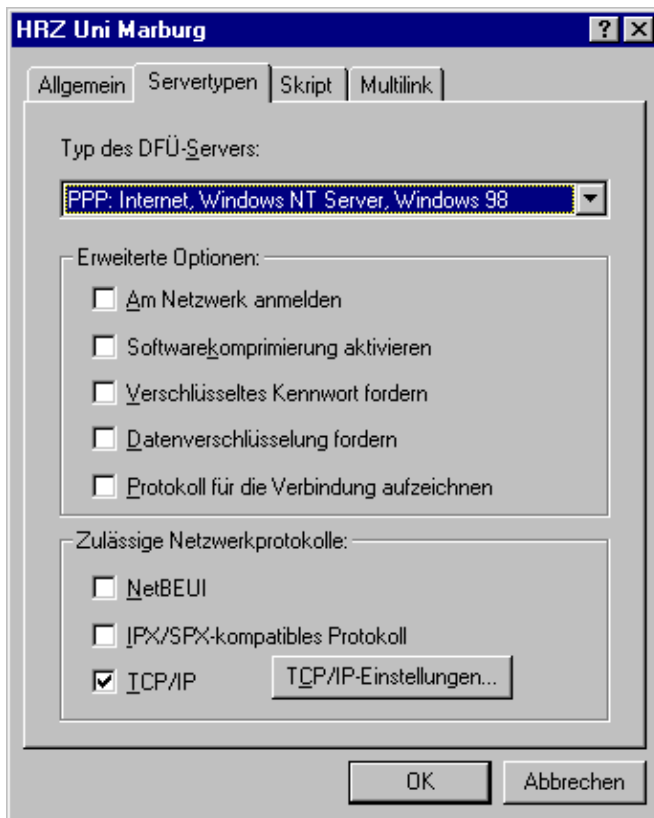 HRZ Uni Marburg
Allgemein Servertypen Skript Multilink
Typ des DFÜ-Servers:
PPP: Internet, Windows NT Server, Windows 98
Erweiterte Optionen:
Am Netzwerk anmelden
Softwarekomprimierung aktivieren
Verschlüsseltes Kennwort fordern
Datenverschlüsselung fordern
Protokoll für die Verbindung aufzeichnen
Zulässige Netzwerkprotokolle:
NetBEUI
IPX/SPX-kompatibles Protokoll
TCP/IP TCP/IP-Einstellungen...
OK Abbrechen